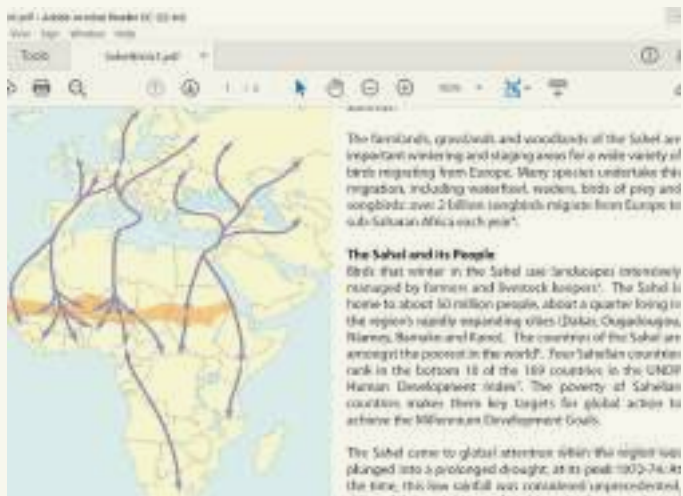 Tools
The farmlands, grasslands and woodlands of the Sahel are
important wintering and staging areas for a wide variety of
birds migrating from Europe. Many species undertake this
migration, including waterfowl, waders, birds of prey and
songbirds: over 2 billion songbirds migrate from Europe to
sub-Saharan Africa each year
The Sahel and its People
Birds that winter in the Sahel use landscapes intensively
managed by farmers and livestock keepers. The Sahel is
home to about 50 million people, about a quarter living in
the region's rapidly expanding cities (Dakar, Ougadougou,
Niamey, Bamako and Kano). The countries of the Sahel are
amongst the poorest in the world. Four Sahelian countries
rank in the bottom 10 of the 169 countries in the UNDP
Human Development Index. The poverty of Sahelian
countries makes them key targets for global action to
achieve the Millennium Development Goals.
The Sahel came to global attention when the region was
plunged into a prolonged drought; at its peak 1972-74. At
the time, this low rainfall was considered unprecedented,